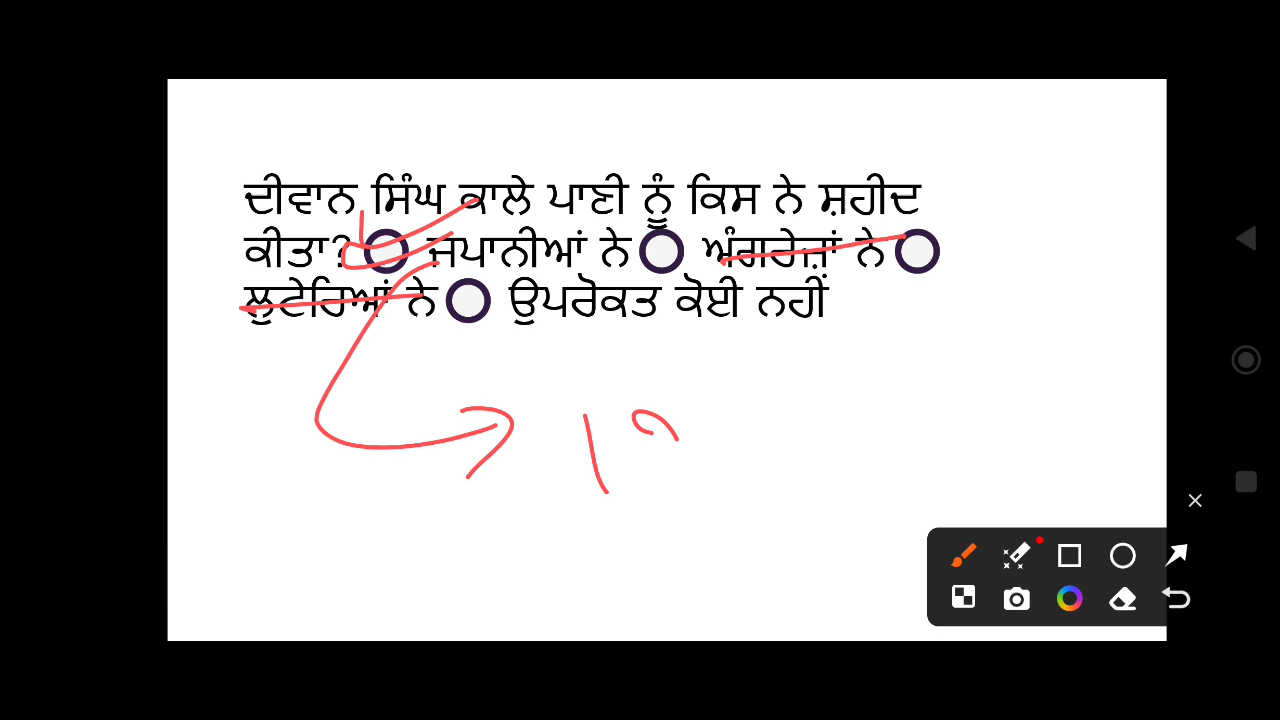 ਦੀਵਾਨ ਸਿੰਘ ਕਾਲੇ ਪਾਣੀ ਨੂੰ ਕਿਸ ਨੇ ਸ਼ਹੀਦ
ਕੀਤਾ? ਜਪਾਨੀਆਂ ਨੇ ਅੰਗਰੇਜ਼ਾਂ ਨੇ
ਲੁਟੇਰਿਆਂ ਨੇ ਉਪਰੋਕਤ ਕੋਈ ਨਹੀਂ